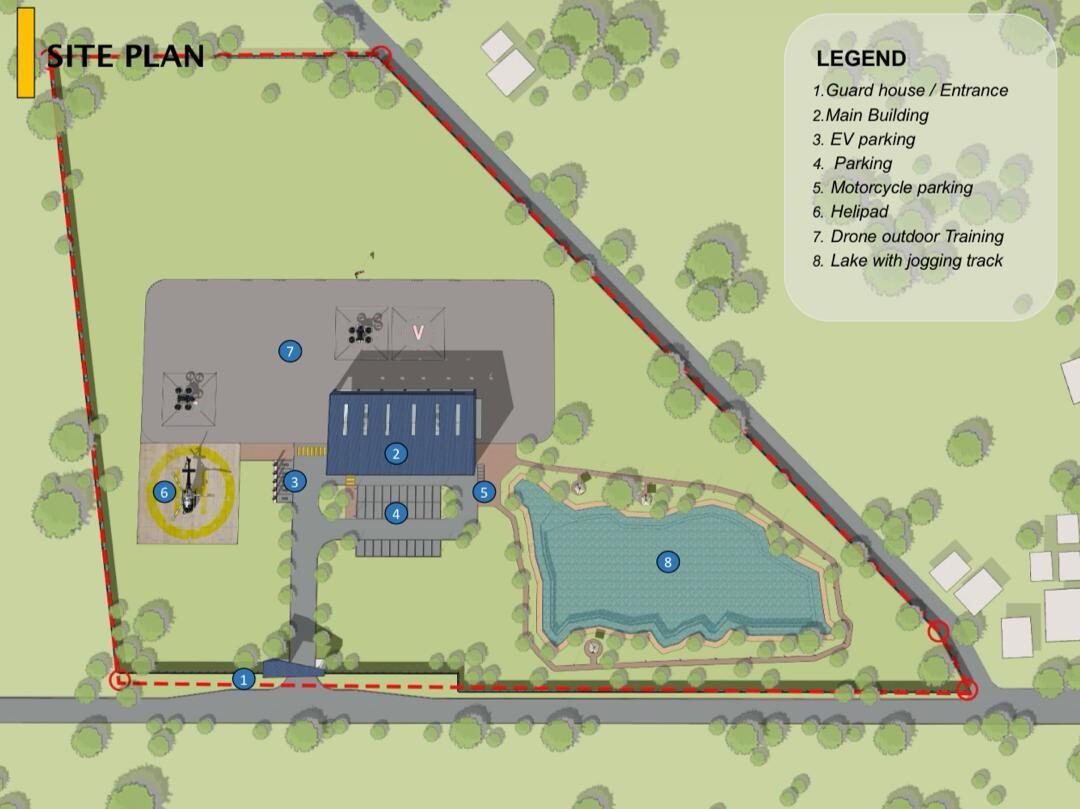 SITE PLAN
LEGEND
1.Guard house / Entrance
2.Main Building
3. EV parking
4. Parking
5. Motorcycle parking
6. Helipad
7. Drone outdoor Training
8. Lake with jogging track
V
7
2
6
3
5
4
8
1